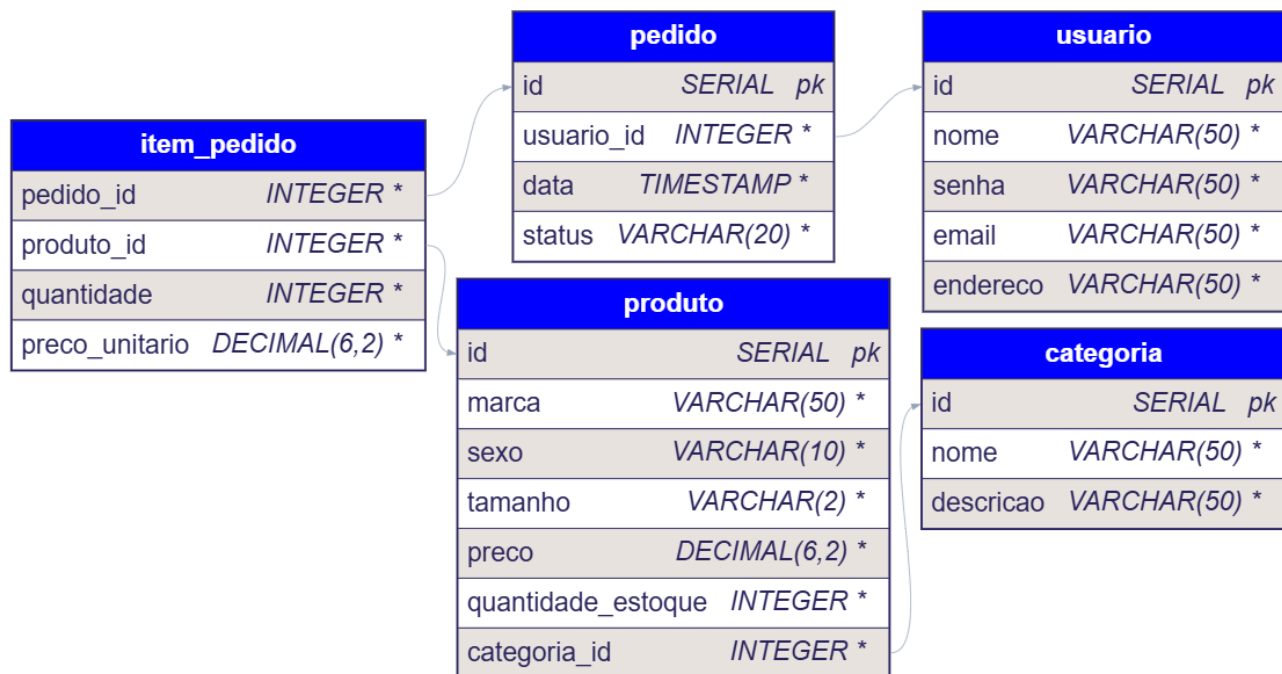 item_pedido
pedido_id INTEGER *
produto_id INTEGER *
quantidade INTEGER *
preco_unitario DECIMAL(6,2) *
pedido
id SERIAL pk
usuario_id INTEGER *
data TIMESTAMP *
status VARCHAR(20) *
produto
id SERIAL pk
marca VARCHAR(50) *
sexo VARCHAR(10) *
tamanho VARCHAR(2) *
preco DECIMAL(6,2) *
quantidade_estoque INTEGER *
categoria_id INTEGER *
usuario
id SERIAL pk
nome VARCHAR(50) *
senha VARCHAR(50) *
email VARCHAR(50) *
endereco VARCHAR(50) *
categoria
id SERIAL pk
nome VARCHAR(50) *
descricao VARCHAR(50) *